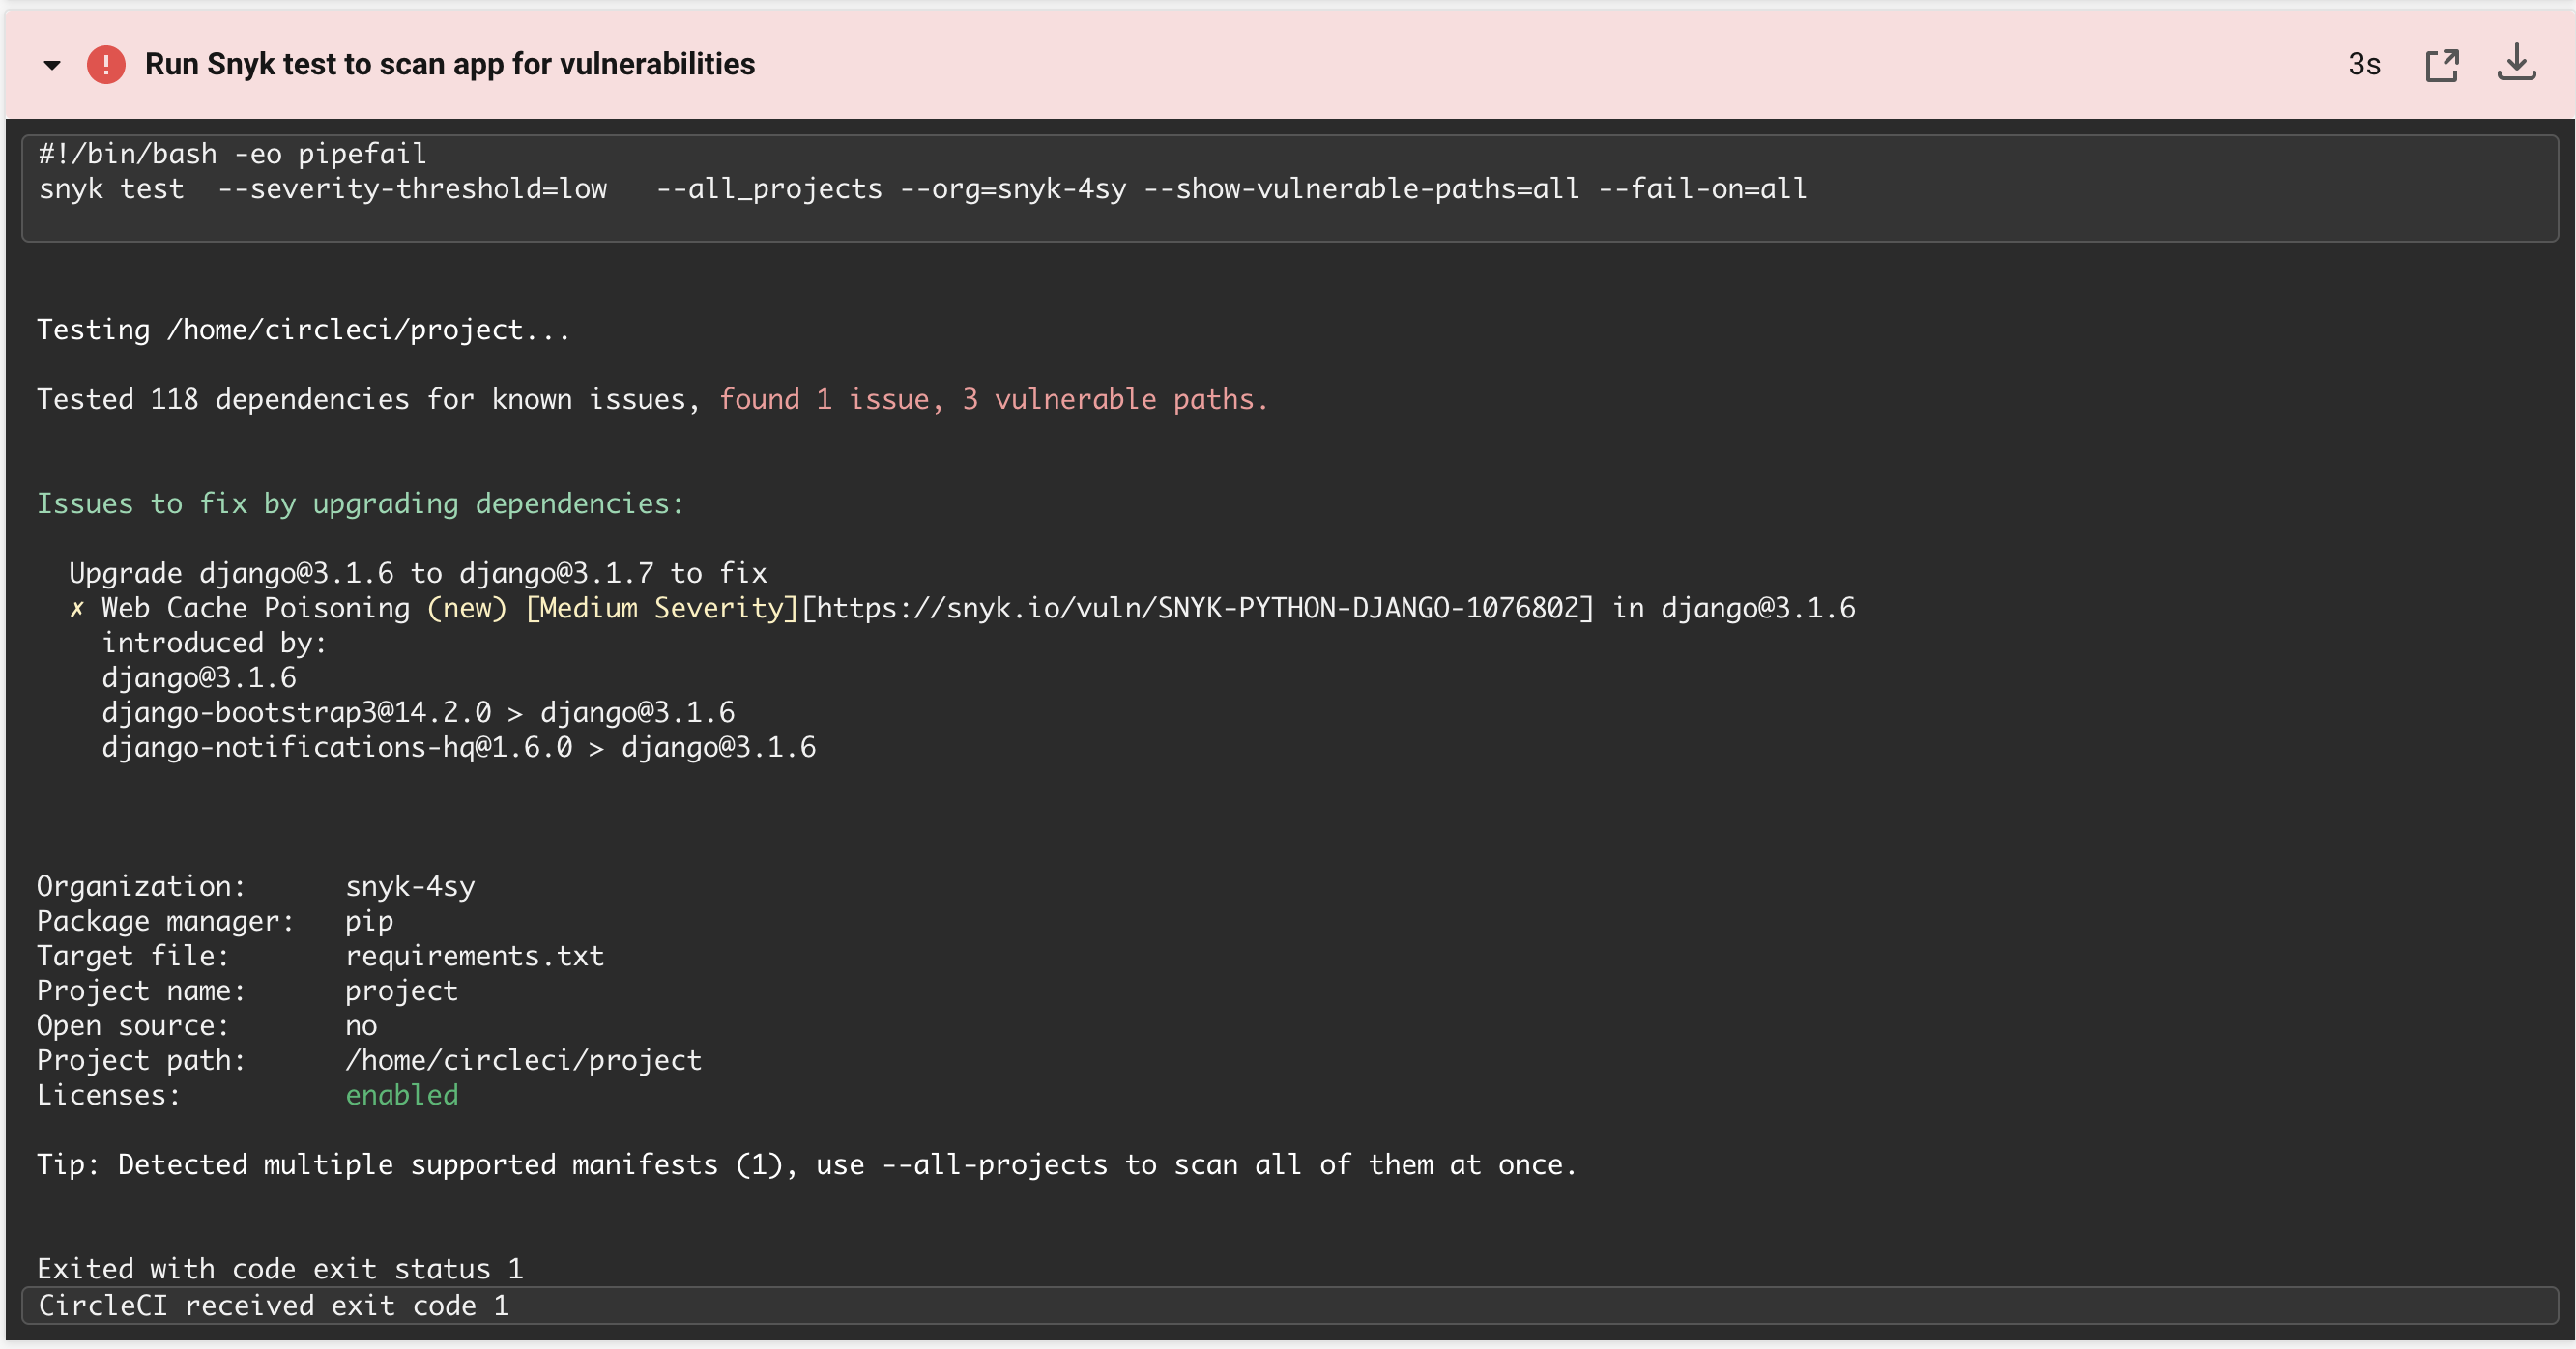 Run Snyk test to scan app for vulnerabilities 3s
#!/bin/bash -eo pipefail
snyk test  --severity-threshold=low   --all_projects --org=snyk-4sy --show-vulnerable-paths=all --fail-on=all
Testing /home/circleci/project...
Tested 118 dependencies for known issues, found 1 issue, 3 vulnerable paths.
Issues to fix by upgrading dependencies:
Upgrade django@3.1.6 to django@3.1.7 to fix
✗ Web Cache Poisoning (new) [Medium Severity][https://snyk.io/vuln/SNYK-PYTHON-DJANGO-1076802] in django@3.1.6
introduced by:
django@3.1.6
django-bootstrap3@14.2.0 > django@3.1.6
django-notifications-hq@1.6.0 > django@3.1.6
Organization:      snyk-4sy
Package manager:   pip
Target file:       requirements.txt
Project name:      project
Open source:       no
Project path:      /home/circleci/project
Licenses:          enabled
Tip: Detected multiple supported manifests (1), use --all-projects to scan all of them at once.
Exited with code exit status 1
CircleCI received exit code 1